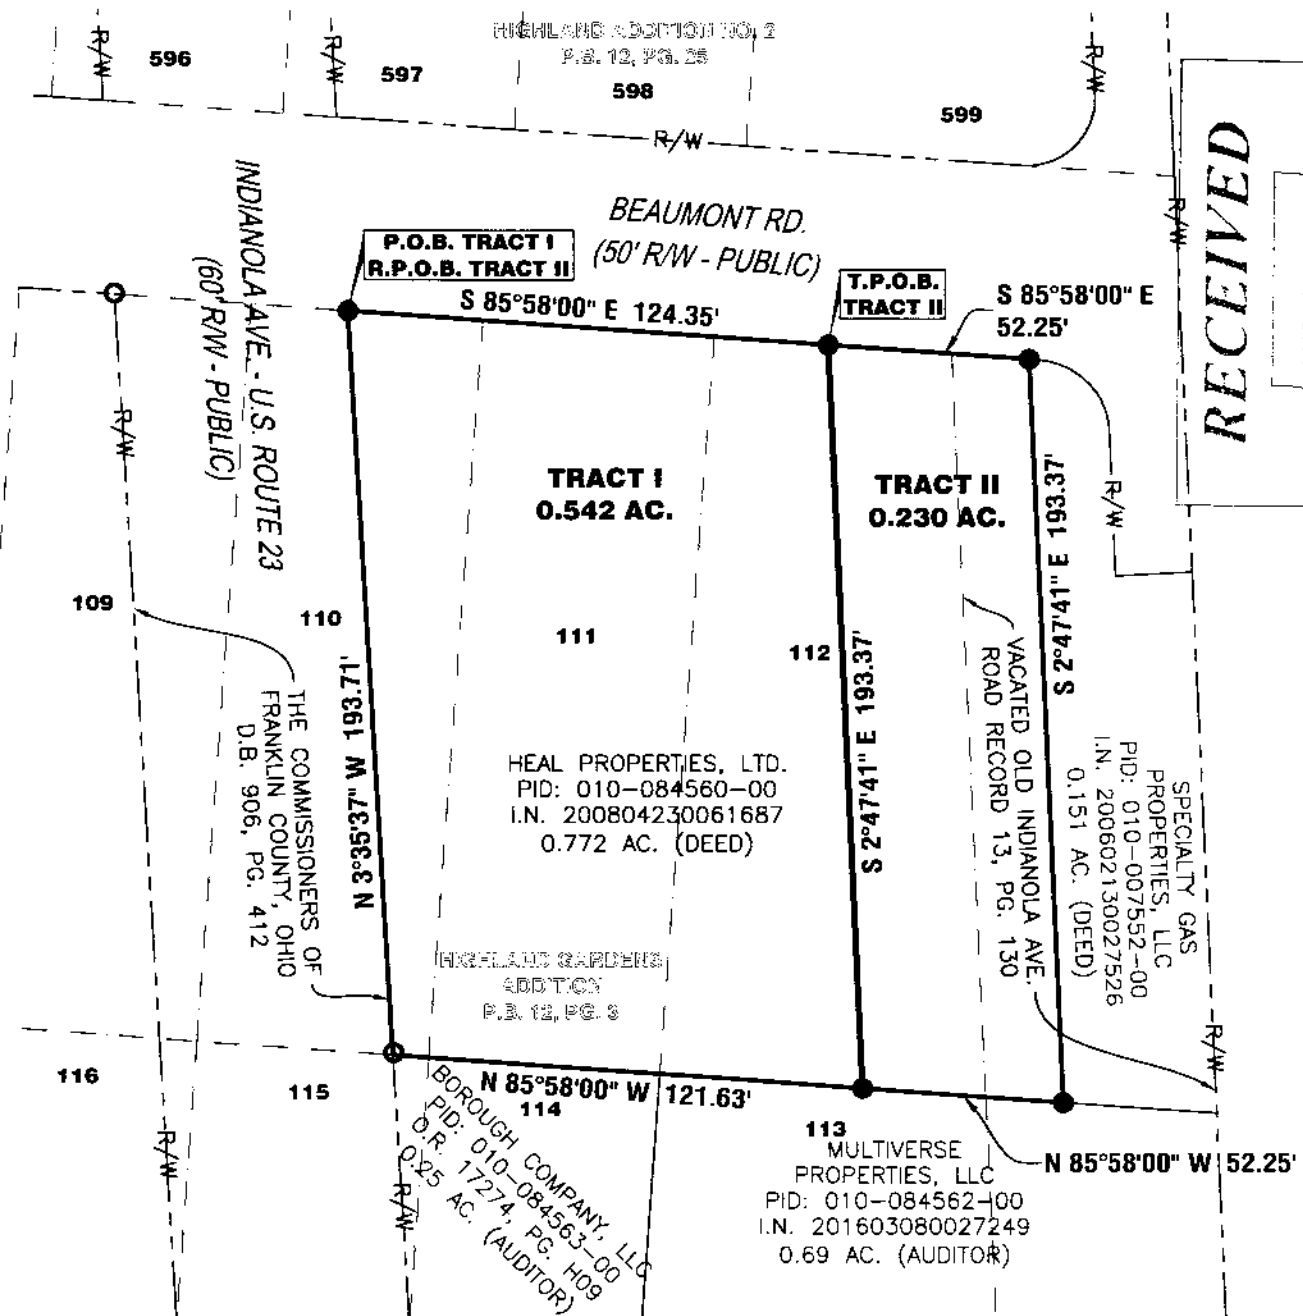 HIGHLAND ADDITION NO. 2
P.B. 12, PG. 25
596
597
598
599
R/W
R/W
R/W
R/W
R/W
RECEIVED
INDIANOLA AVE. - U.S. ROUTE 23
(60' R/W - PUBLIC)
BEAUMONT RD.
(50' R/W - PUBLIC)
P.O.B. TRACT I
R.P.O.B. TRACT II
T.P.O.B.
TRACT II
S 85°58'00" E 124.35'
S 85°58'00" E
52.25'
R/W
R/W
TRACT I
0.542 AC.
TRACT II
0.230 AC.
109
110
111
112
N 3°35'37" W 193.71'
S 2°47'41" E 193.37'
S 2°47'41" E 193.37'
THE COMMISSIONERS OF
FRANKLIN COUNTY, OHIO
D.B. 906, PG. 412
HEAL PROPERTIES, LTD.
PID: 010-084560-00
I.N. 200804230061687
0.772 AC. (DEED)
VACATED OLD INDIANOLA AVE.
ROAD RECORD 13, PG. 130
SPECIALTY GAS
PROPERTIES, LLC
PID: 010-007552-00
I.N. 200602130027526
0.151 AC. (DEED)
HIGHLAND GARDENS
ADDITION
P.B. 12, PG. 3
R/W
116
115
114
113
N 85°58'00" W 121.63'
N 85°58'00" W 52.25'
BOROUGH COMPANY, LLC
PID: 010-084563-00
O.R. 17274, PG. H09
0.25 AC. (AUDITOR)
MULTIVERSE
PROPERTIES, LLC
PID: 010-084562-00
I.N. 201603080027249
0.69 AC. (AUDITOR)
R/W
R/W